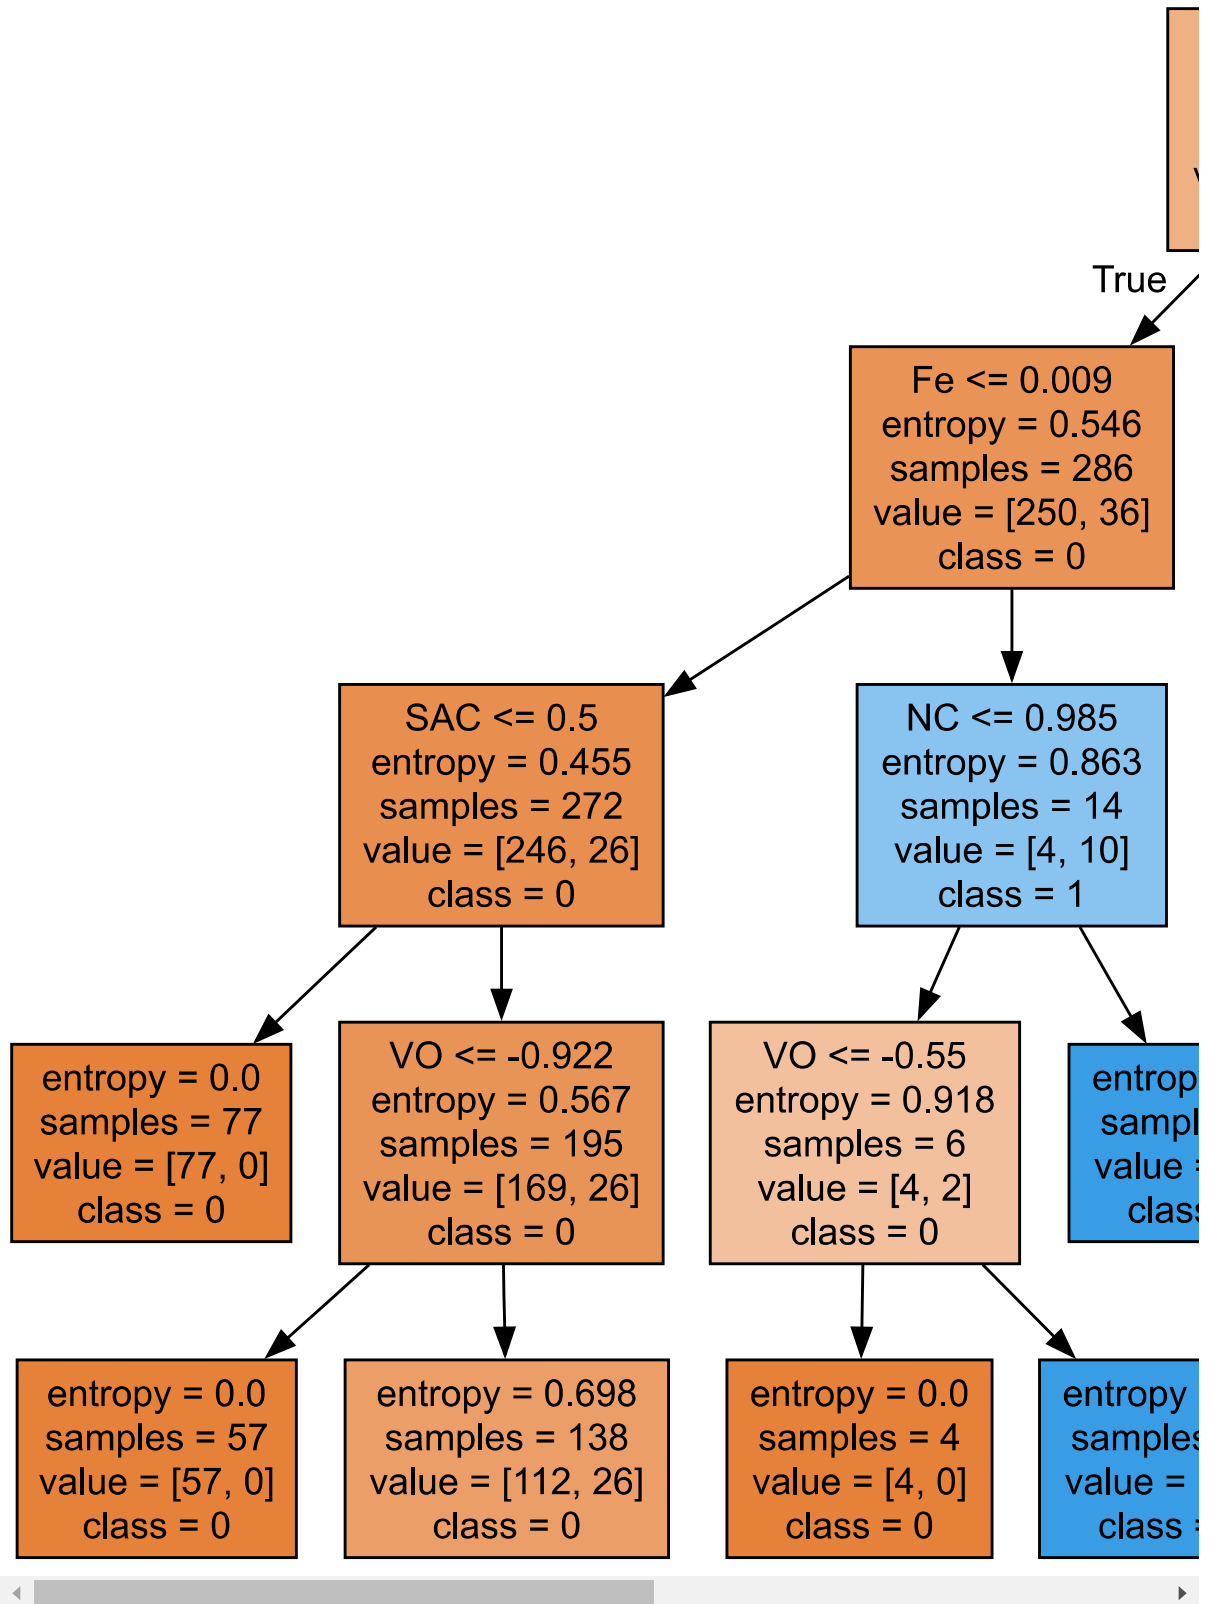 True
Fe <= 0.009
entropy = 0.546
samples = 286
value = [250, 36]
class = 0
SAC <= 0.5
entropy = 0.455
samples = 272
value = [246, 26]
class = 0
NC <= 0.985
entropy = 0.863
samples = 14
value = [4, 10]
class = 1
entropy = 0.0
samples = 77
value = [77, 0]
class = 0
VO <= -0.922
entropy = 0.567
samples = 195
value = [169, 26]
class = 0
VO <= -0.55
entropy = 0.918
samples = 6
value = [4, 2]
class = 0
value
entropy = 0.0
samples = 57
value = [57, 0]
class = 0
entropy = 0.698
samples = 138
value = [112, 26]
class = 0
entropy = 0.0
samples = 4
value = [4, 0]
class = 0
entropy
samples
value =
class